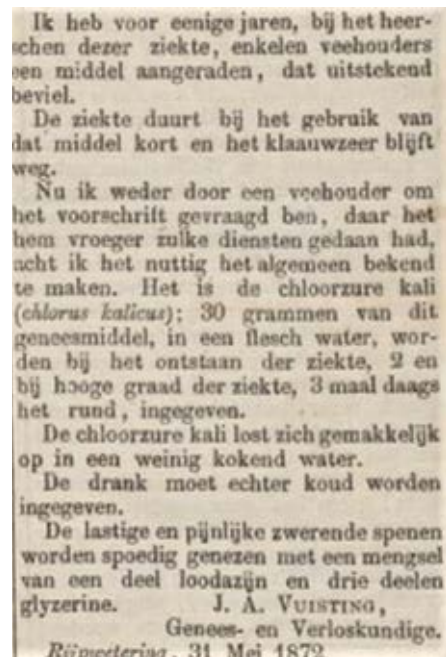 Ik heb voor eenige jaren, bij het heer-
schen dezer ziekte, enkelen veehouders
een middel aangeraden, dat uitstekend
beviel.
De ziekte duurt bij het gebruik van
dat middel kort en het klaauwzeer blijft
weg.
Nu ik weder door een veehouder om
het voorschrift gevraagd ben, daar het
hem vroeger zulke diensten gedaan had,
acht ik het nuttig het algemeen bekend
te maken. Het is de chloorzure kali
(chlorus kalicus): 30 grammen van dit
geneesmiddel, in een flesch water, wor-
den bij het ontstaan der ziekte, 2 en
bij hooge graad der ziekte, 3 maal daags
het rund, ingegeven.
De chloorzure kali lost zich gemakkelijk
op in een weinig kokend water.
De drank moet echter koud worden
ingegeven.
De lastige en pijnlijke zwerende spenen
worden spoedig genezen met een mengsel
van een deel loodazijn en drie deelen
glyzerine. J. A. VUISTING,
Genees- en Verloskundige.
Rijpwetering, 31 Mei 1872